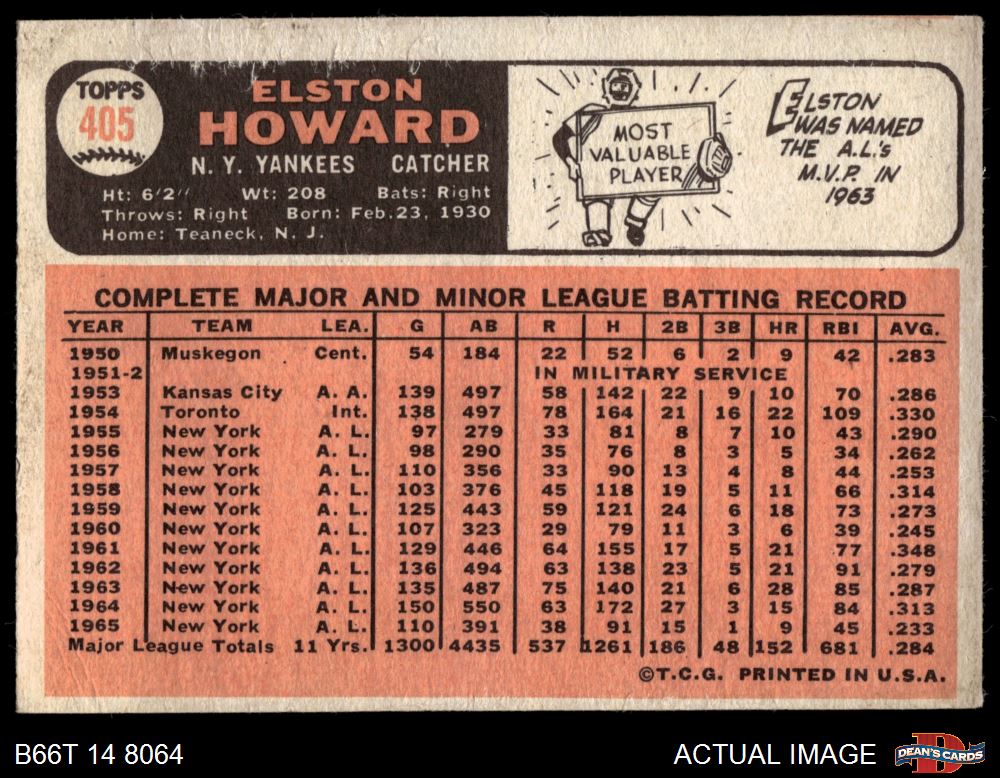 TOPPS
405
ELSTON
HOWARD
N. Y. YANKEES CATCHER
Ht: 6'2" Wt: 208 Bats: Right
Throws: Right Born: Feb. 23, 1930
Home: Teaneck, N. J.
MOST
VALUABLE
PLAYER
ELSTON
WAS NAMED
THE A.L.'s
M.V.P. IN
1963
COMPLETE MAJOR AND MINOR LEAGUE BATTING RECORD
YEAR TEAM LEA. G AB R H 2B 3B HR RBI AVG.
1950 Muskegon Cent. 54 184 22 52 6 2 9 42 .283
1951-2 IN MILITARY SERVICE
1953 Kansas City A. A. 139 497 58 142 22 9 10 70 .286
1954 Toronto Int. 138 497 78 164 21 16 22 109 .330
1955 New York A. L. 97 279 33 81 8 7 10 43 .290
1956 New York A. L. 98 290 35 76 8 3 5 34 .262
1957 New York A. L. 110 356 33 90 13 4 8 44 .253
1958 New York A. L. 103 376 45 118 19 5 11 66 .314
1959 New York A. L. 125 443 59 121 24 6 18 73 .273
1960 New York A. L. 107 323 29 79 11 3 6 39 .245
1961 New York A. L. 129 446 64 155 17 5 21 77 .348
1962 New York A. L. 136 494 63 138 23 5 21 91 .279
1963 New York A. L. 135 487 75 140 21 6 28 85 .287
1964 New York A. L. 150 550 63 172 27 3 15 84 .313
1965 New York A. L. 110 391 38 91 15 1 9 45 .233
Major League Totals 11 Yrs. 1300 4435 537 1261 186 48 152 681 .284
©T.C.G. PRINTED IN U.S.A.
B66T 14 8064 ACTUAL IMAGE DEAN'S CARDS